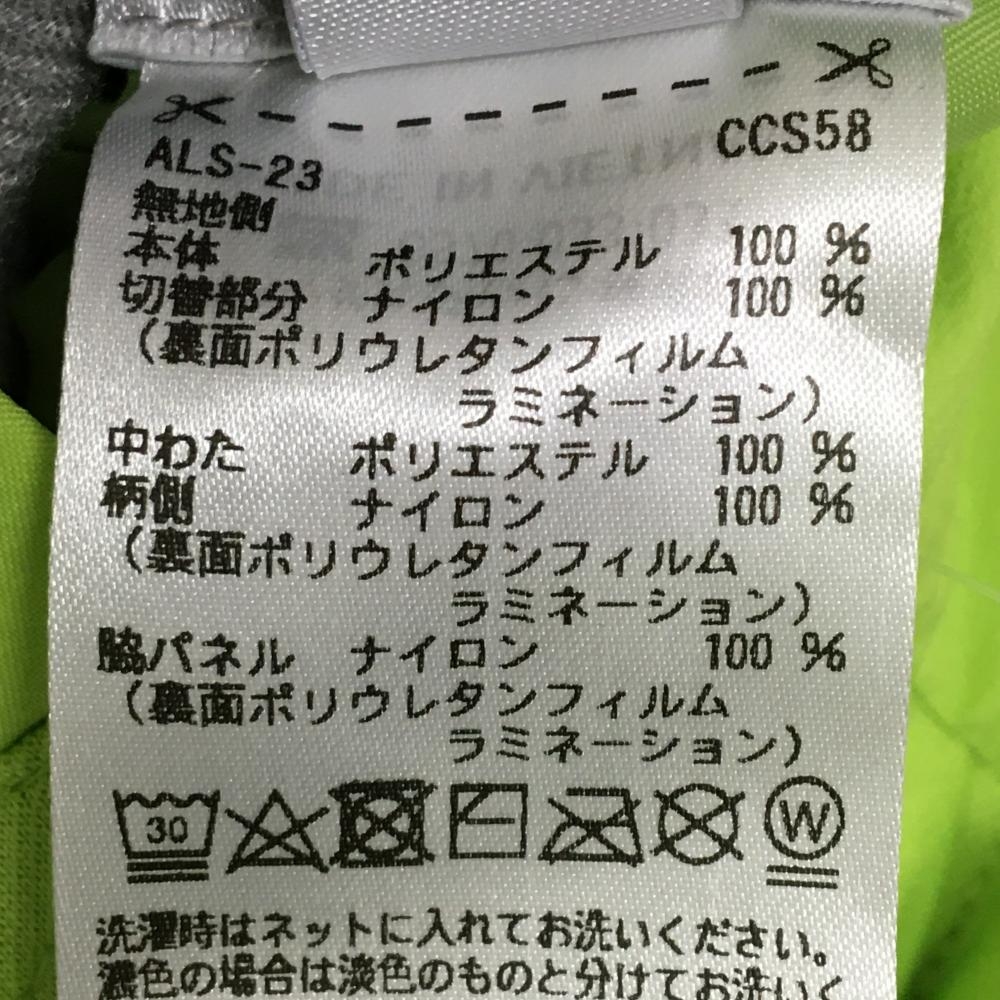 CCS58
ALS-23
無地側
本体 ポリエステル 100 %
切替部分 ナイロン 100 %
（裏面ポリウレタンフィルム
ラミネーション）
中わた ポリエステル 100 %
柄側 ナイロン 100 %
（裏面ポリウレタンフィルム
ラミネーション）
脇パネル ナイロン 100 %
（裏面ポリウレタンフィルム
ラミネーション）
30 W
洗濯時はネットに入れてお洗いください。
濃色の場合は淡色のものと分けてお洗いく